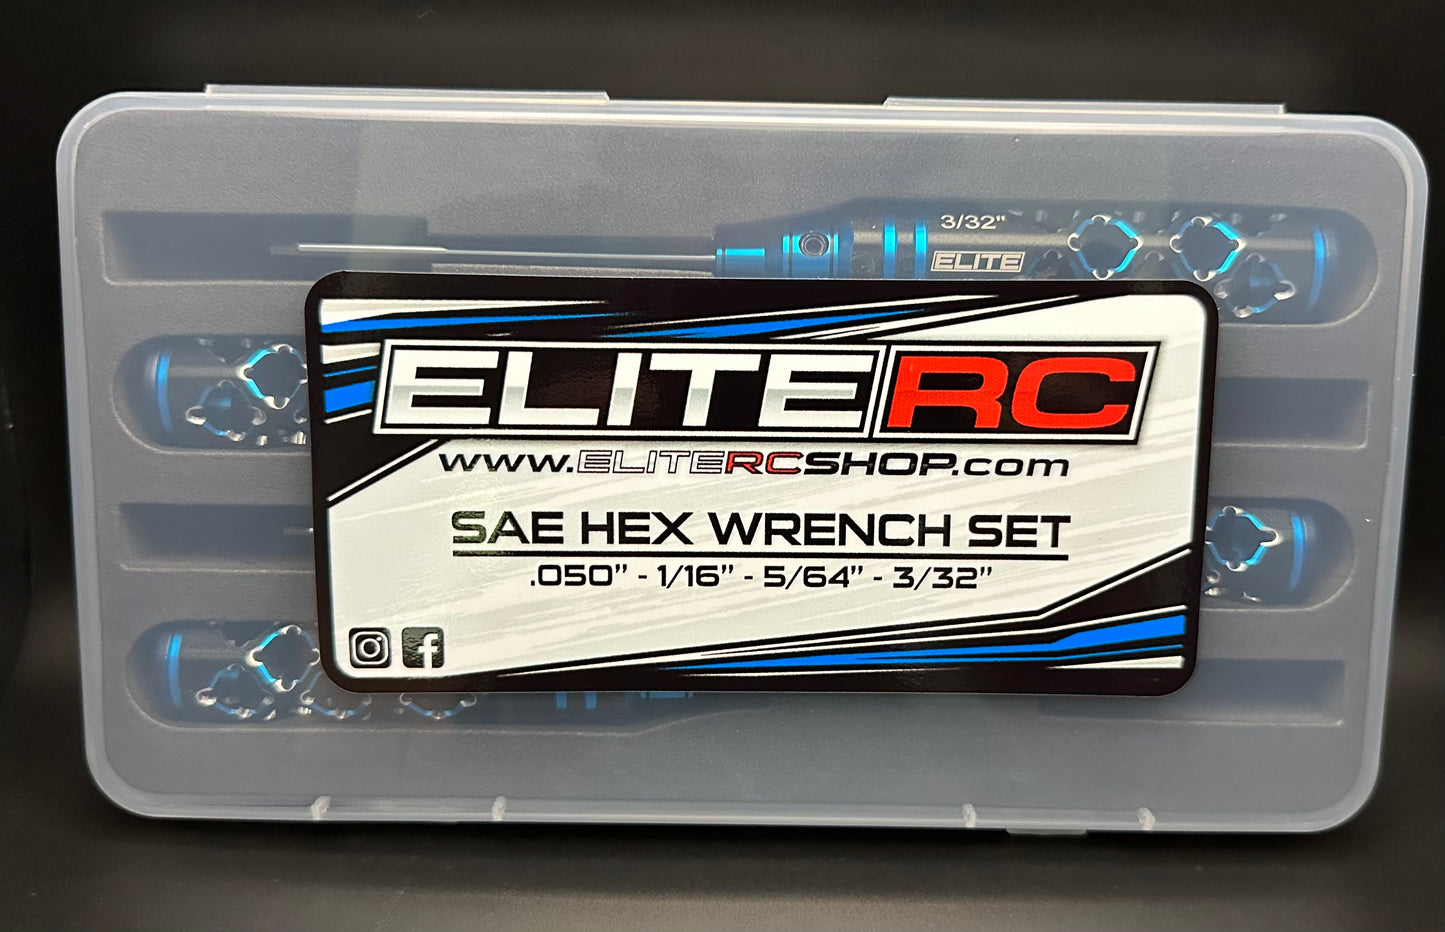 3/32"
ELITE
ELITERC
www.ELITERCSHOP.com
SAE HEX WRENCH SET
.050” - 1/16” - 5/64” - 3/32”